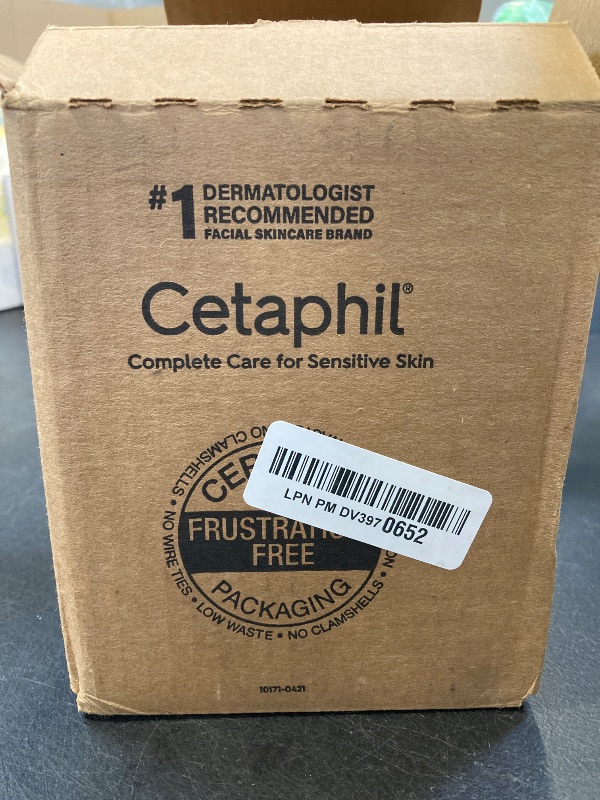 #1 DERMATOLOGIST
RECOMMENDED
FACIAL SKINCARE BRAND
Cetaphil®
Complete Care for Sensitive Skin
LPN PM DV3970652
FREE
PACKAGING
NO CLAMSHELLS • NO WIRE TIES • LOW WASTE • NO CLAMSHELLS •
10171-0421